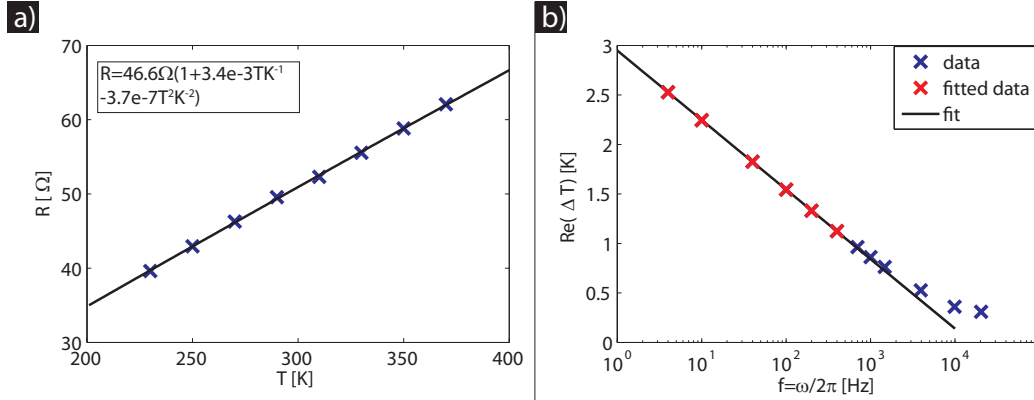 a)
70
60
50
40
30
R [ Ω]
R=46.6Ω(1+3.4e-3TK⁻¹
-3.7e-7T²K⁻²)
200
250
300
350
400
T [K]
b)
3
2.5
2
1.5
1
0.5
0
Re( Δ T) [K]
data
fitted data
fit
10⁰
10¹
10²
10³
10⁴
f=ω/2π [Hz]